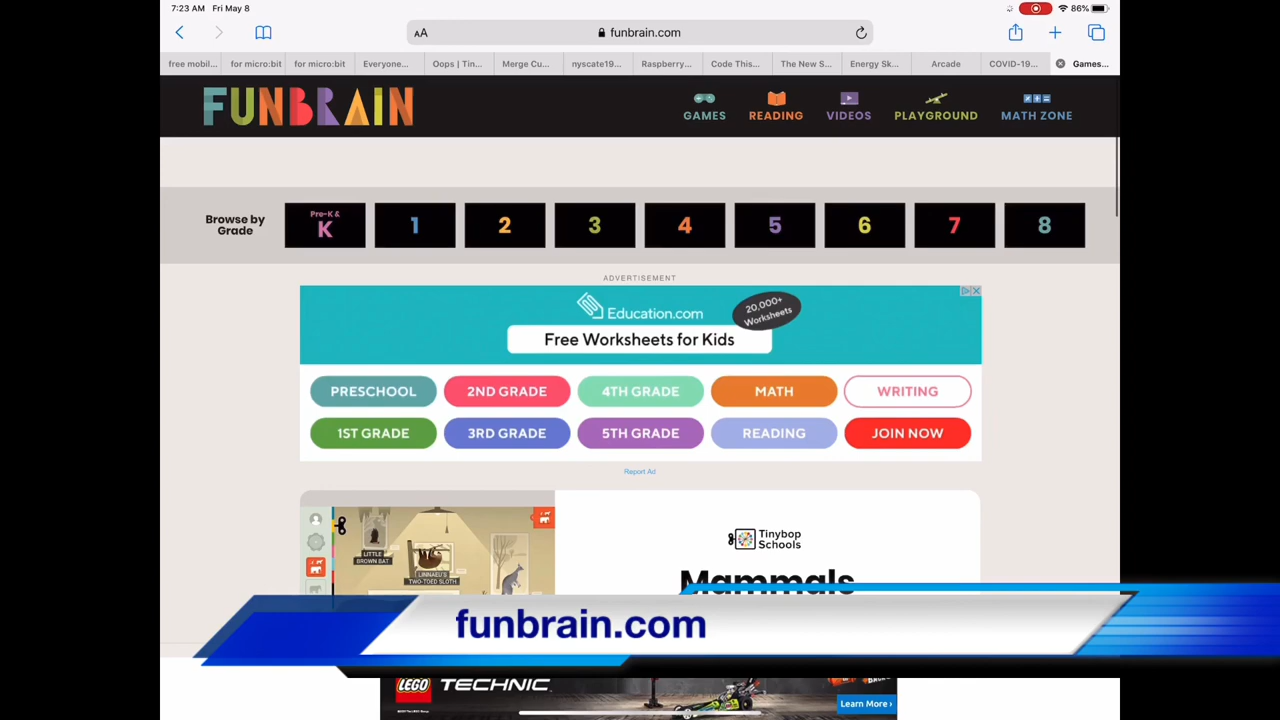 7:23 AM Fri May 8
86%
AA
funbrain.com
free mobil...
for micro:bit
for micro:bit
Everyone...
Oops | Tin...
Merge Cu...
nyscate19...
Raspberry...
Code This...
The New S...
Energy Sk...
Arcade
COVID-19...
Games...
FUNBRAIN
GAMES
READING
VIDEOS
PLAYGROUND
MATH ZONE
Browse by
Grade
Pre-K &
K
1
2
3
4
5
6
7
8
ADVERTISEMENT
Education.com
20,000+
Worksheets
Free Worksheets for Kids
PRESCHOOL
2ND GRADE
4TH GRADE
MATH
WRITING
1ST GRADE
3RD GRADE
5TH GRADE
READING
JOIN NOW
Report Ad
LITTLE
BROWN BAT
LINNAEU'S
TWO-TOED SLOTH
Tinybop
Schools
Mammals
funbrain.com
LEGO
TECHNIC
Learn More ›